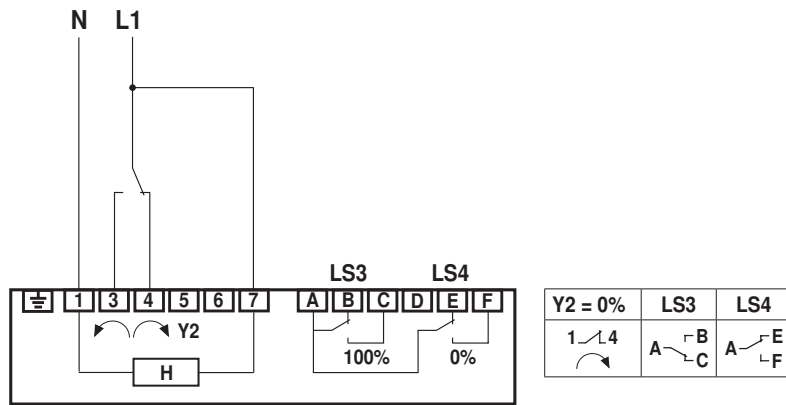 N L1
LS3 LS4
1 3 4 5 6 7 A B C D E F
Y2
100% 0%
H
Y2 = 0% LS3 LS4
1 4 A B C A E F